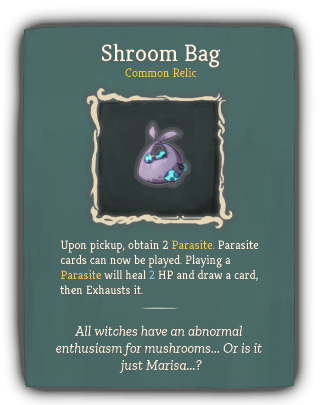 Shroom Bag
Common Relic
Upon pickup, obtain 2 Parasite. Parasite
cards can now be played. Playing a
Parasite will heal 2 HP and draw a card,
then Exhausts it.
All witches have an abnormal
enthusiasm for mushrooms... Or is it
just Marisa...?